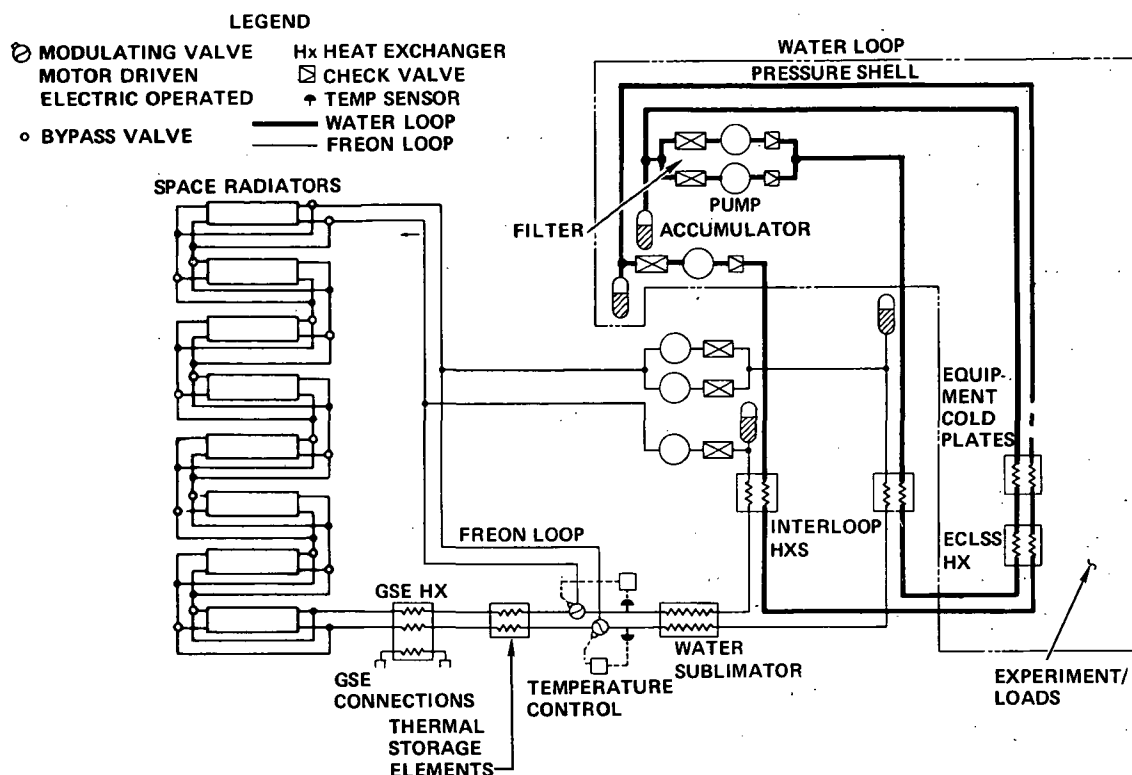 LEGEND
MODULATING VALVE
MOTOR DRIVEN
ELECTRIC OPERATED
BYPASS VALVE
Hx HEAT EXCHANGER
CHECK VALVE
TEMP SENSOR
WATER LOOP
FREON LOOP
WATER LOOP
PRESSURE SHELL
SPACE RADIATORS
FILTER
PUMP
ACCUMULATOR
EQUIP-
MENT
COLD
PLATES
INTERLOOP
HXS
ECLSS
HX
FREON LOOP
GSE HX
GSE
CONNECTIONS
THERMAL
STORAGE
ELEMENTS
TEMPERATURE
CONTROL
WATER
SUBLIMATOR
EXPERIMENT/
LOADS